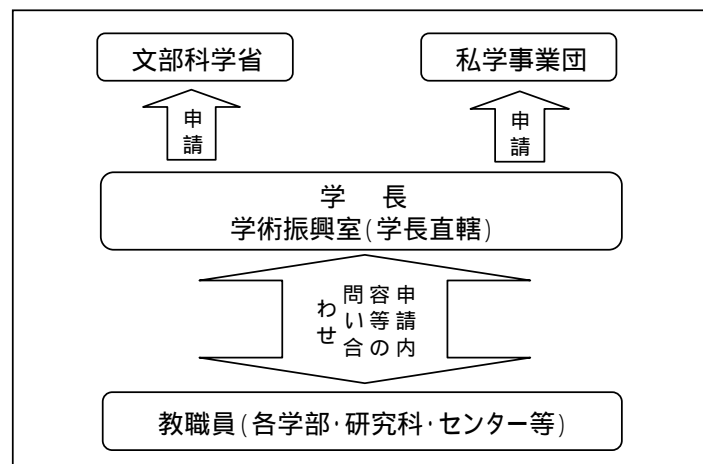 文部科学省
私学事業団
申請
申請
学　長
学術振興室(学長直轄)
申請内
容等の
問い合
わせ
教職員(各学部･研究科･センター等)